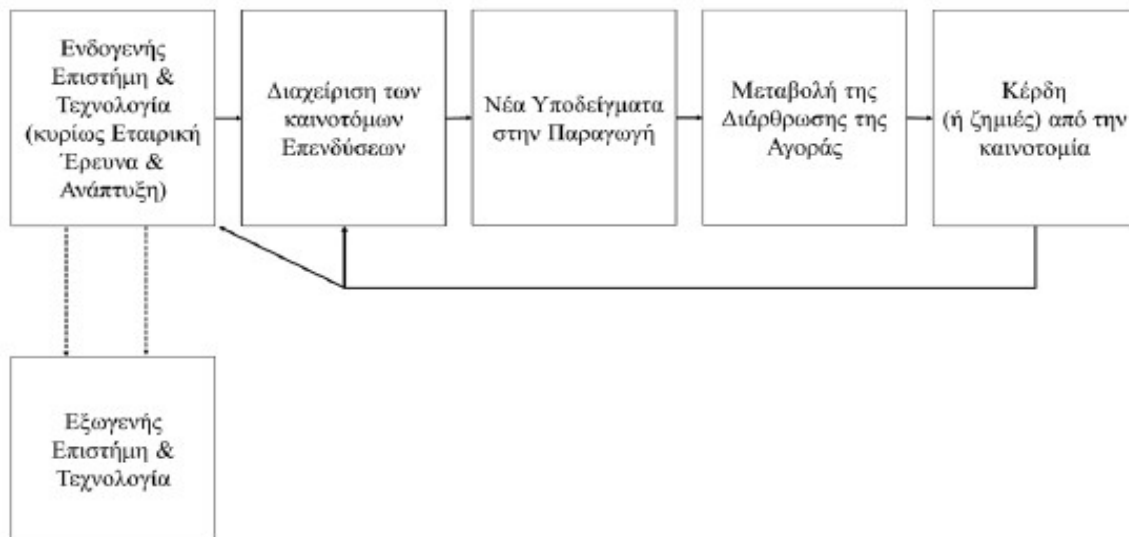 Ενδογενής
Επιστήμη &
Τεχνολογία
(κυρίως Εταιρική
Έρευνα &
Ανάπτυξη)
Διαχείριση των
καινοτόμων
Επενδύσεων
Νέα Υποδείγματα
στην Παραγωγή
Μεταβολή της
Διάρθρωσης της
Αγοράς
Κέρδη
(ή ζημιές) από την
καινοτομία
Εξωγενής
Επιστήμη &
Τεχνολογία